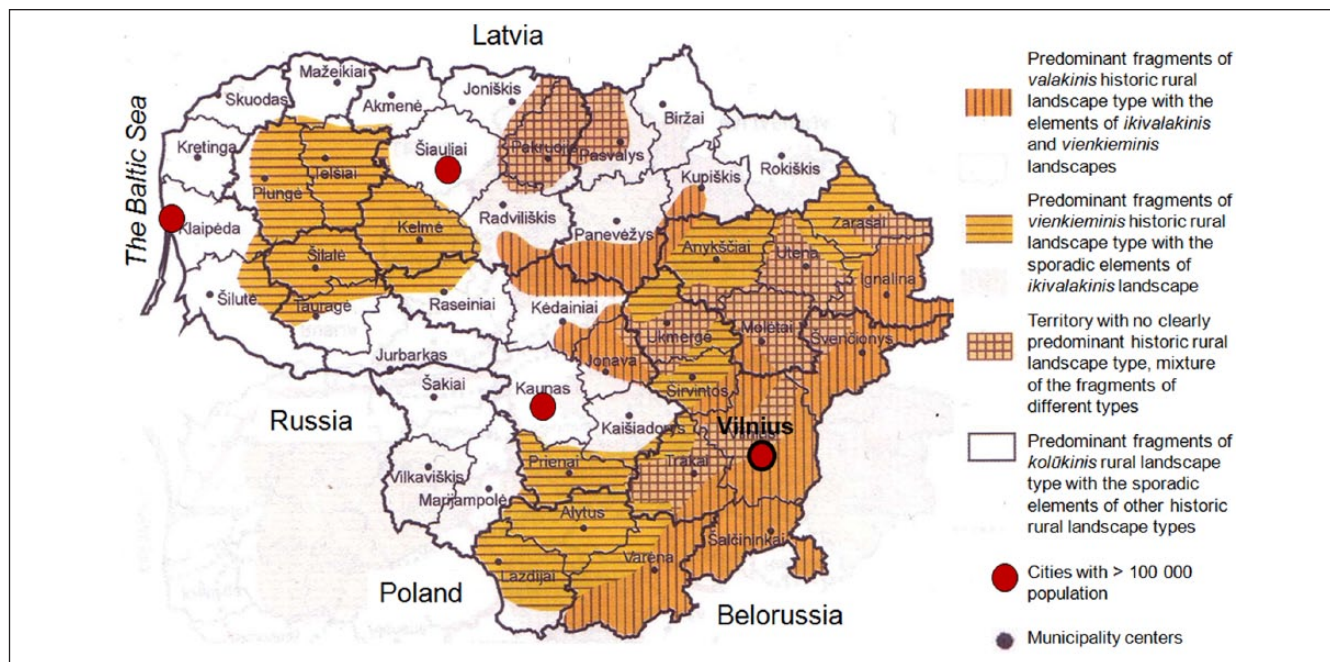 Latvia
The Baltic Sea
Russia
Poland
Belorussia
Mažeikiai
Skuodas
Akmenė
Joniškis
Biržai
Kretinga
Šiauliai
Pakruojis
Pasvalys
Rokiškis
Plungė
Telšiai
Kupiškis
Klaipėda
Radviliškis
Kelmė
Panevėžys
Zarasai
Anykščiai
Utena
Šilalė
Ignalina
Šilutė
Raseiniai
Tauragė
Kėdainiai
Ukmergė
Molėtai
Švenčionys
Jurbarkas
Jonava
Šakiai
Kaunas
Širvintos
Kaišiadorys
Vilnius
Vilkaviškis
Prienai
Trakai
Marijampolė
Alytus
Šalčininkai
Varėna
Lazdijai
Predominant fragments of
valakinis historic rural
landscape type with the
elements of ikivalakinis
and vienkieminis
landscapes
Predominant fragments of
vienkieminis historic rural
landscape type with the
sporadic elements of
ikivalakinis landscape
Territory with no clearly
predominant historic rural
landscape type, mixture
of the fragments of
different types
Predominant fragments of
kolūkinis rural landscape
type with the sporadic
elements of other historic
rural landscape types
Cities with > 100 000
population
Municipality centers